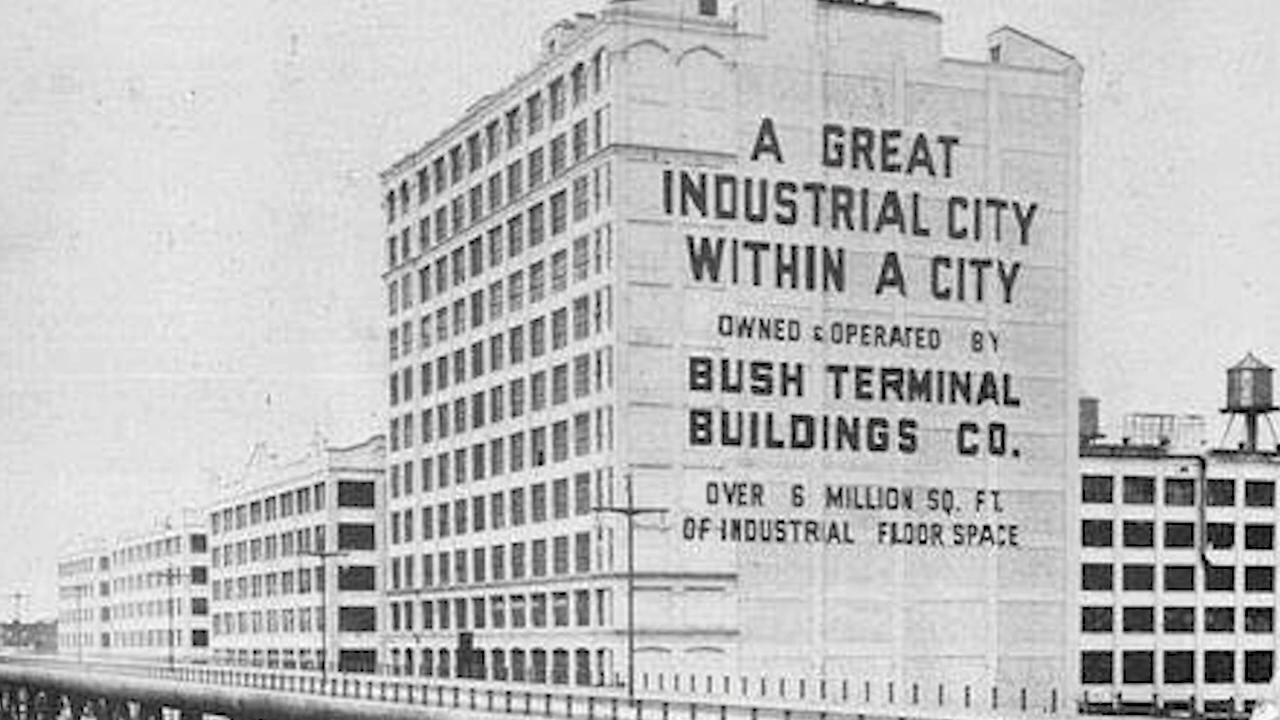 A GREAT
INDUSTRIAL CITY
WITHIN A CITY
OWNED & OPERATED BY
BUSH TERMINAL
BUILDINGS CO.
OVER 6 MILLION SQ. FT.
OF INDUSTRIAL FLOOR SPACE